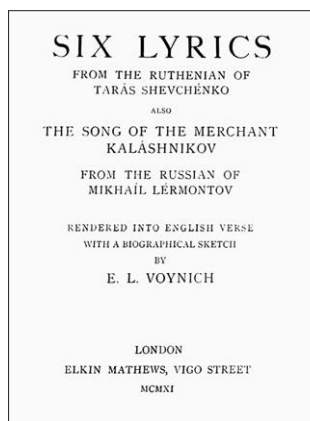 SIX LYRICS
FROM THE RUTHENIAN OF
TARÁS SHEVCHÉNKO
ALSO
THE SONG OF THE MERCHANT
KALÁSHNIKOV
FROM THE RUSSIAN OF
MIKHAÍL LÉRMONTOV
RENDERED INTO ENGLISH VERSE
WITH A BIOGRAPHICAL SKETCH
BY
E. L. VOYNICH
LONDON
ELKIN MATHEWS, VIGO STREET
MCMXI